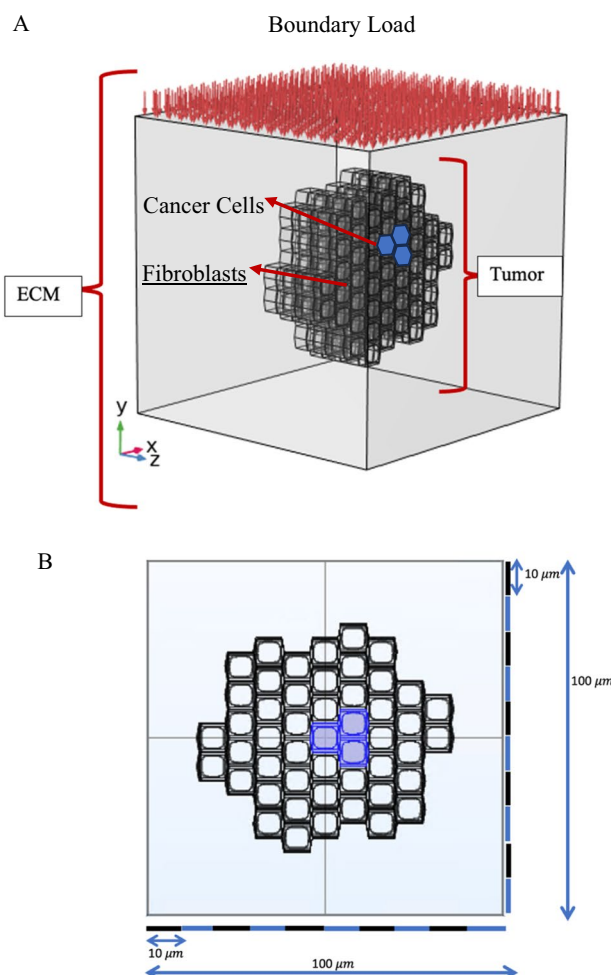 A
Boundary Load
Cancer Cells
Fibroblasts
ECM
Tumor
y
x
z
B
10 μm
100 μm
10 μm
100 μm